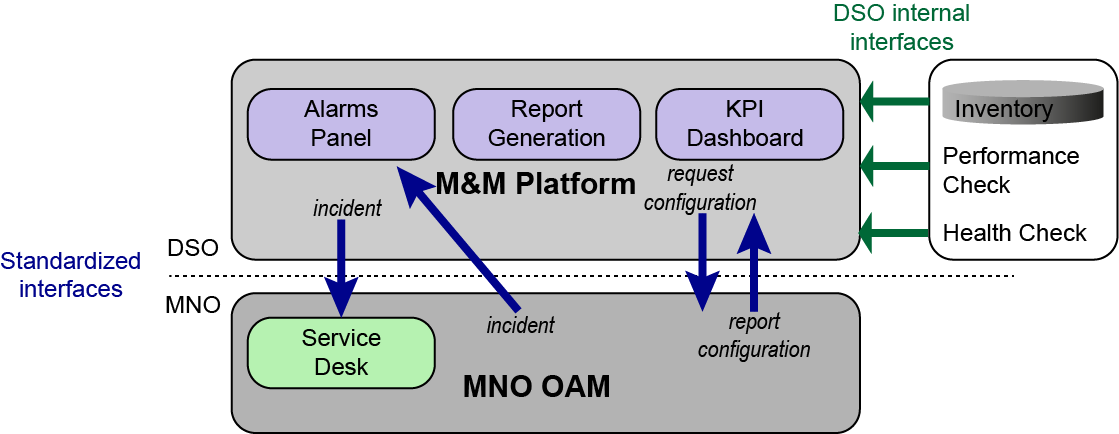 DSO internal
interfaces
Alarms
Panel
Report
Generation
KPI
Dashboard
Inventory
Performance
Check
Health Check
M&M Platform
request
configuration
incident
DSO
Standardized
interfaces
MNO
incident
report
configuration
Service
Desk
MNO OAM